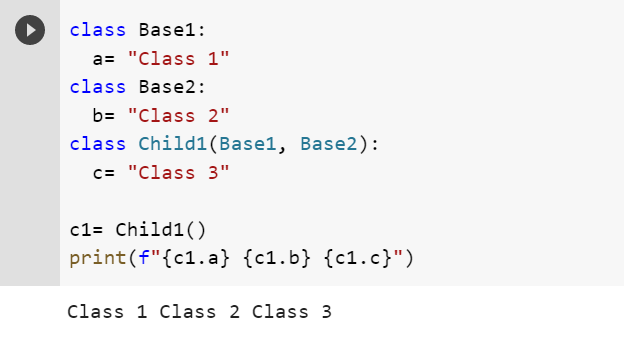 class Base1:
  a= "Class 1"
class Base2:
  b= "Class 2"
class Child1(Base1, Base2):
  c= "Class 3"

c1= Child1()
print(f"{c1.a} {c1.b} {c1.c}")
Class 1 Class 2 Class 3